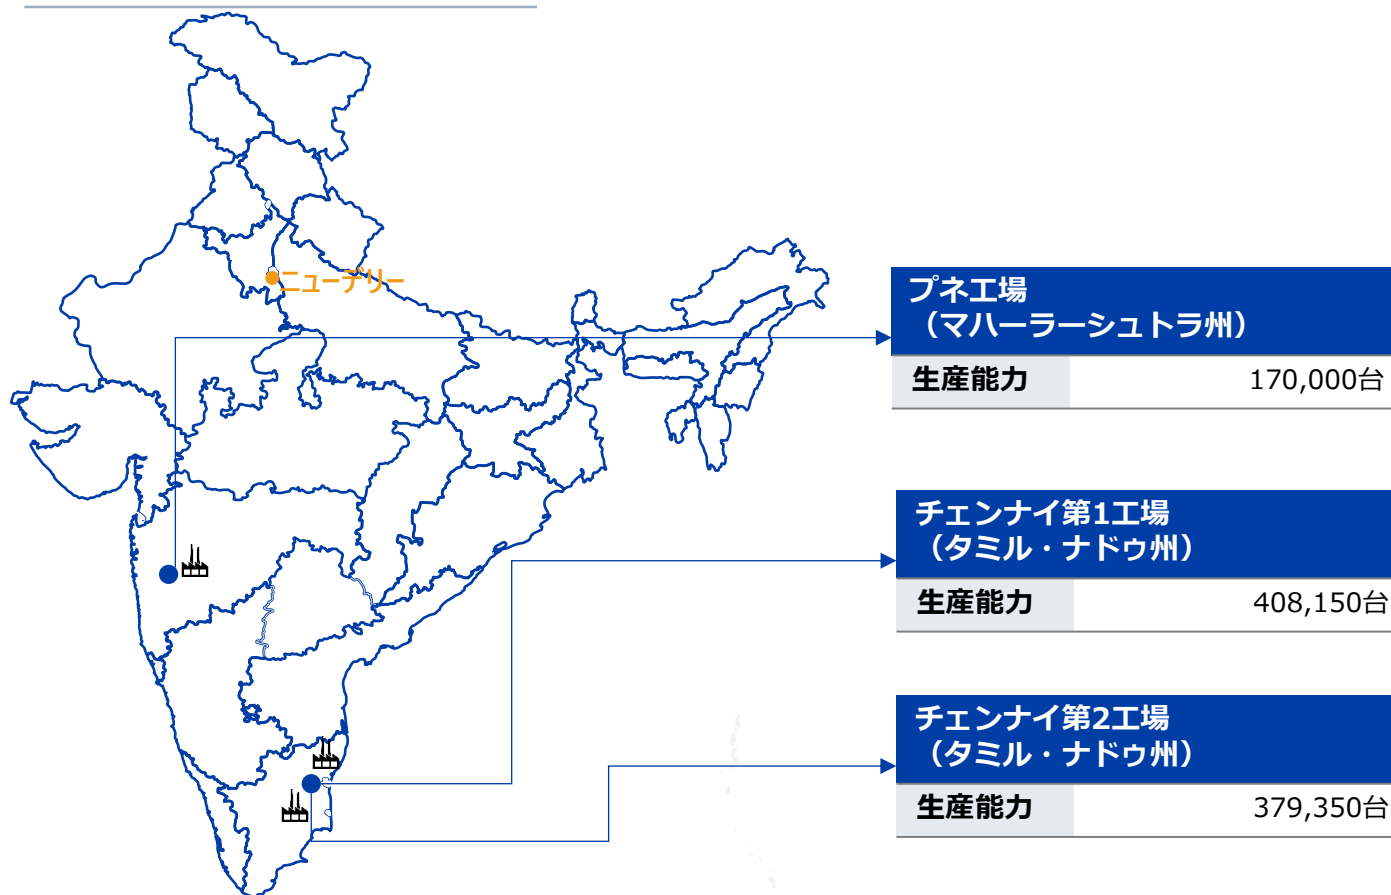 ニューデリー
プネ工場
（マハーラーシュトラ州）
生産能力 170,000台
チェンナイ第1工場
（タミル・ナドゥ州）
生産能力 408,150台
チェンナイ第2工場
（タミル・ナドゥ州）
生産能力 379,350台